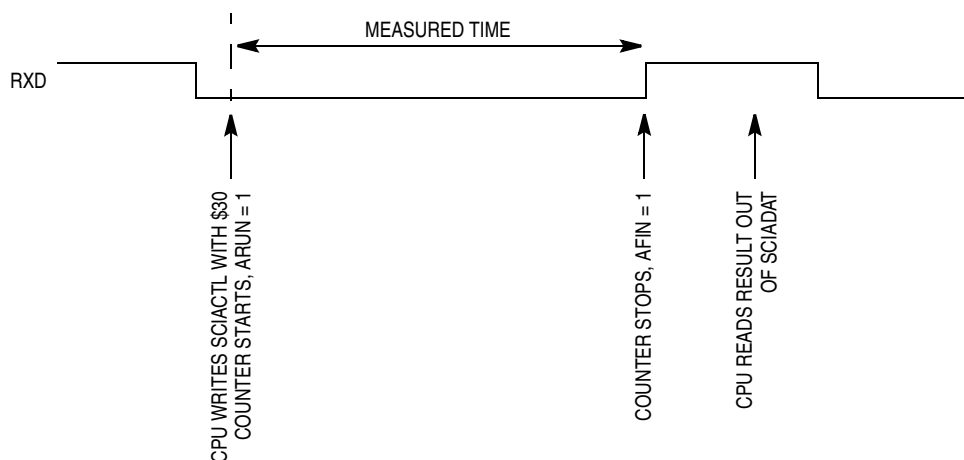 MEASURED TIME
RXD
CPU WRITES SCIACTL WITH $30
COUNTER STARTS, ARUN = 1
COUNTER STOPS, AFIN = 1
CPU READS RESULT OUT
OF SCIADAT